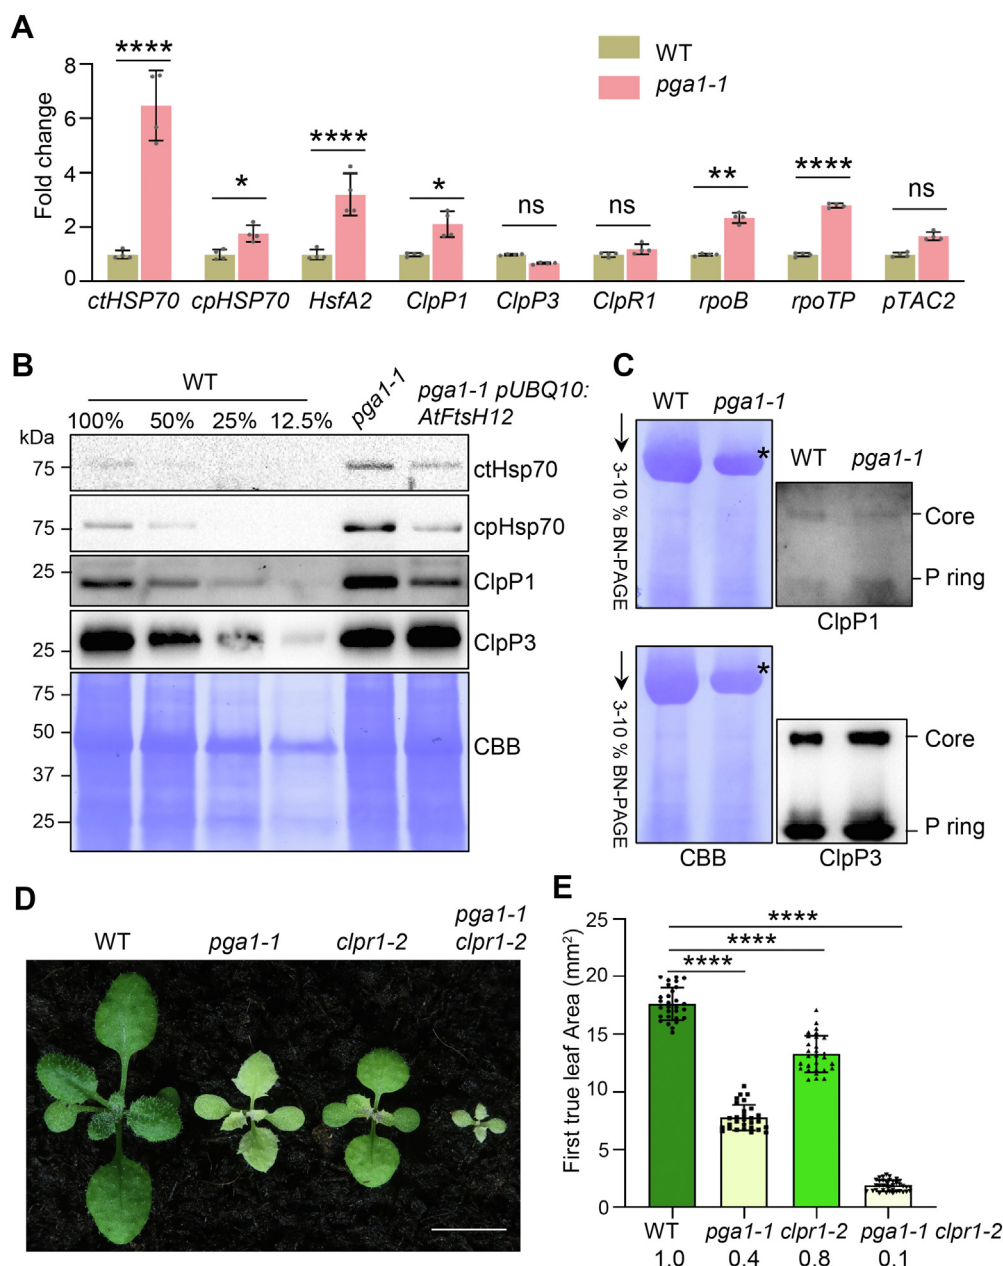 A
WT
pga1-1
Fold change
8
6
4
2
0
****
*
****
*
ns
ns
**
****
ns
ctHSP70 cpHSP70 HsfA2 ClpP1 ClpP3 ClpR1 rpoB rpoTP pTAC2
B
WT
100% 50% 25% 12.5%
pga1-1
pga1-1 pUBQ10:
AtFtsH12
kDa
75
ctHsp70
75
cpHsp70
25
ClpP1
25
ClpP3
75
50
37
25
CBB
C
WT pga1-1
3-10 % BN-PAGE
*
WT pga1-1
Core
P ring
ClpP1
3-10 % BN-PAGE
*
Core
P ring
CBB
ClpP3
D
WT pga1-1 clpr1-2 pga1-1
clpr1-2
E
First true leaf Area (mm²)
25
20
15
10
5
0
****
****
****
WT pga1-1 clpr1-2 pga1-1 clpr1-2
1.0 0.4 0.8 0.1